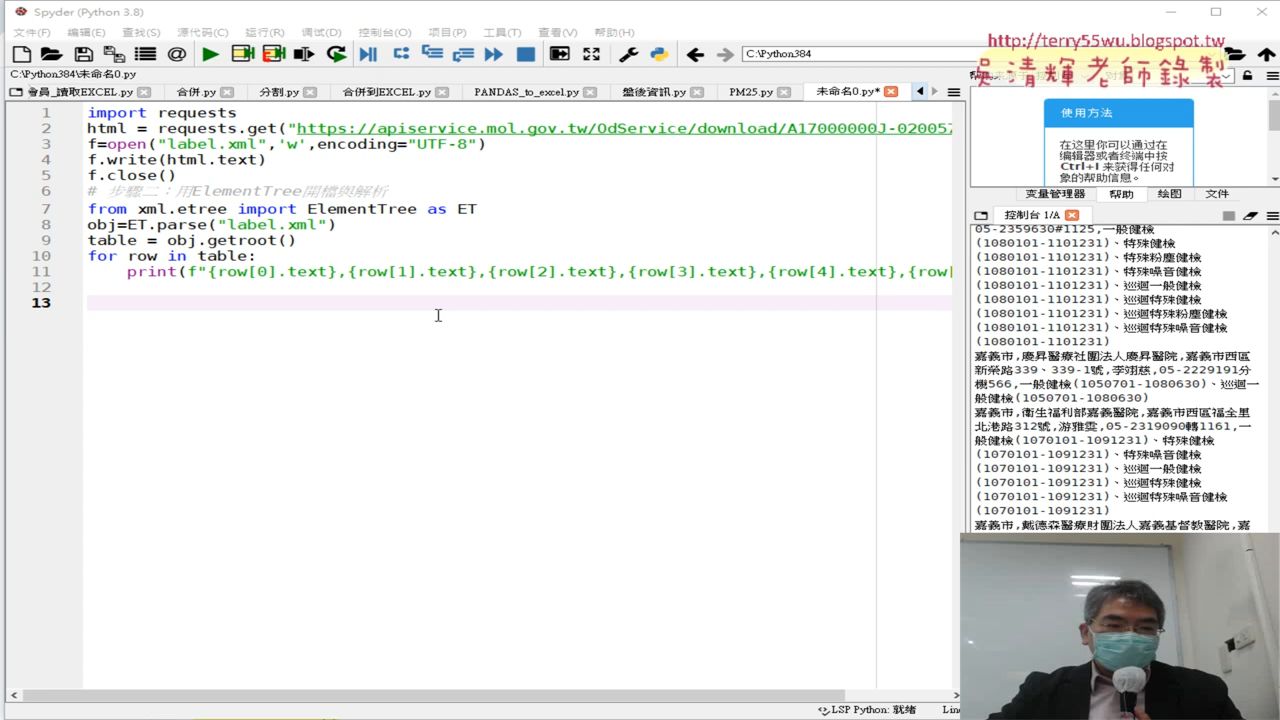 Spyder (Python 3.8)
文件(F) 编辑(E) 查找(S) 源代码(C) 运行(R) 调试(D) 控制台(O) 项目(P) 工具(T) 查看(V) 帮助(H)
http://terry55wu.blogspot.tw
吳清輝老師錄製
C:\Python384
C:\Python384\未命名0.py
會員_讀取EXCEL.py 合併.py 分割.py 合併到EXCEL.py PANDAS_to_excel.py 盤後資訊.py PM25.py 未命名0.py*
1 import requests
2 html = requests.get("https://apiservice.mol.gov.tw/OdService/download/A17000000J-020057
3 f=open("label.xml",'w',encoding="UTF-8")
4 f.write(html.text)
5 f.close()
6 # 步驟二：用ElementTree開檔與解析
7 from xml.etree import ElementTree as ET
8 obj=ET.parse("label.xml")
9 table = obj.getroot()
10 for row in table:
11 print(f"{row[0].text},{row[1].text},{row[2].text},{row[3].text},{row[4].text},{row
12
13
使用方法
在这里你可以通过在
编辑器或者终端中按
Ctrl+I 来获得任何对
象的帮助信息。
变量管理器 帮助 绘图 文件
控制台 1/A
05-2359630#1125,一般健檢
(1080101-1101231)、特殊健檢
(1080101-1101231)、特殊粉塵健檢
(1080101-1101231)、特殊噪音健檢
(1080101-1101231)、巡迴一般健檢
(1080101-1101231)、巡迴特殊健檢
(1080101-1101231)、巡迴特殊粉塵健檢
(1080101-1101231)、巡迴特殊噪音健檢
(1080101-1101231)
嘉義市,慶昇醫療社團法人慶昇醫院,嘉義市西區
新榮路339、339-1號,李翊慈,05-2229191分
機566,一般健檢(1050701-1080630)、巡迴一
般健檢(1050701-1080630)
嘉義市,衛生福利部嘉義醫院,嘉義市西區福全里
北港路312號,游雅雯,05-2319090轉1161,一
般健檢(1070101-1091231)、特殊健檢
(1070101-1091231)、特殊噪音健檢
(1070101-1091231)、巡迴一般健檢
(1070101-1091231)、巡迴特殊健檢
(1070101-1091231)、巡迴特殊噪音健檢
(1070101-1091231)
嘉義市,戴德森醫療財團法人嘉義基督教醫院,嘉
LSP Python: 就绪 Lin